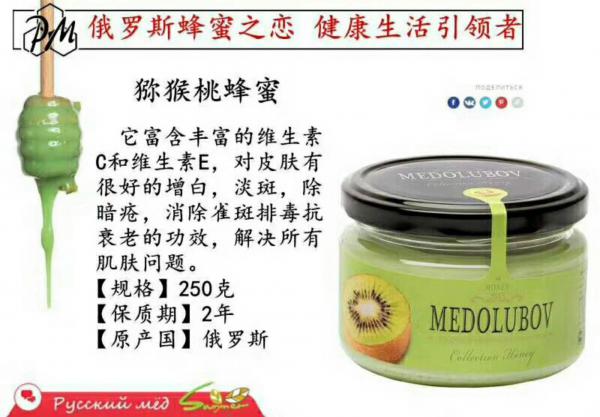 PM
俄罗斯蜂蜜之恋 健康生活引领者
猕猴桃蜂蜜
它富含丰富的维生素
C和维生素E，对皮肤有
很好的增白，淡斑，除
暗疮，消除雀斑排毒抗
衰老的功效，解决所有
肌肤问题。
【规格】250克
【保质期】2年
【原产国】俄罗斯
ПОДЕЛИТЬСЯ
MEDOLUBOV
HONEY
MEDOLUBOV
Collection Honey
Русский мёд